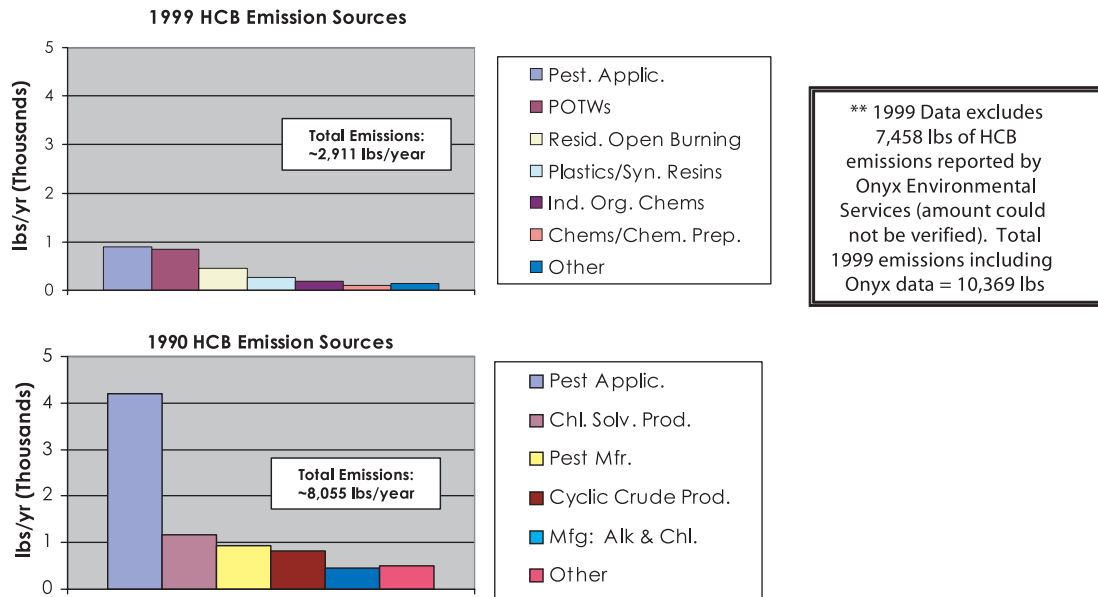 1999 HCB Emission Sources
lbs/yr (Thousands)
5
4
3
2
1
0
Total Emissions:
~2,911 lbs/year
Pest. Applic.
POTWs
Resid. Open Burning
Plastics/Syn. Resins
Ind. Org. Chems
Chems/Chem. Prep.
Other
** 1999 Data excludes
7,458 lbs of HCB
emissions reported by
Onyx Environmental
Services (amount could
not be verified). Total
1999 emissions including
Onyx data = 10,369 lbs
1990 HCB Emission Sources
lbs/yr (Thousands)
5
4
3
2
1
0
Total Emissions:
~8,055 lbs/year
Pest Applic.
Chl. Solv. Prod.
Pest Mfr.
Cyclic Crude Prod.
Mfg: Alk & Chl.
Other